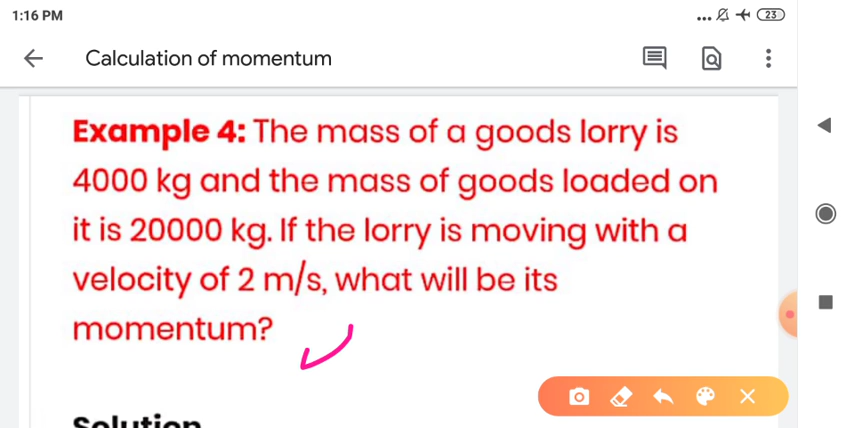 1:16 PM
23
Calculation of momentum
Example 4: The mass of a goods lorry is
4000 kg and the mass of goods loaded on
it is 20000 kg. If the lorry is moving with a
velocity of 2 m/s, what will be its
momentum?
Solution